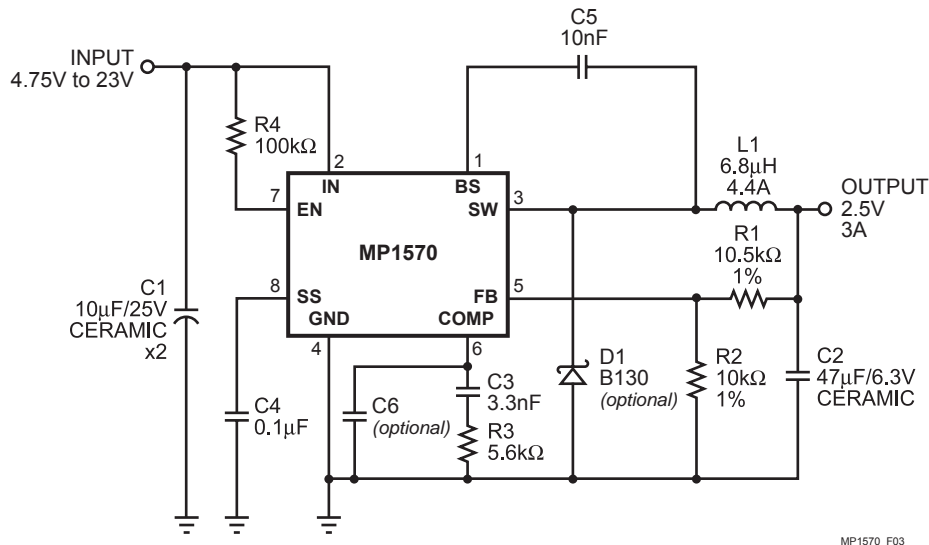 C5
10nF
INPUT
4.75V to 23V
R4
100kΩ
2
1
L1
6.8µH
4.4A
IN
BS
7
EN
SW
3
OUTPUT
2.5V
3A
MP1570
R1
10.5kΩ
1%
8
SS
FB
5
C1
10µF/25V
CERAMIC
x2
GND
COMP
4
6
D1
B130
(optional)
R2
10kΩ
1%
C2
47µF/6.3V
CERAMIC
C3
3.3nF
C4
0.1µF
C6
(optional)
R3
5.6kΩ
MP1570_F03